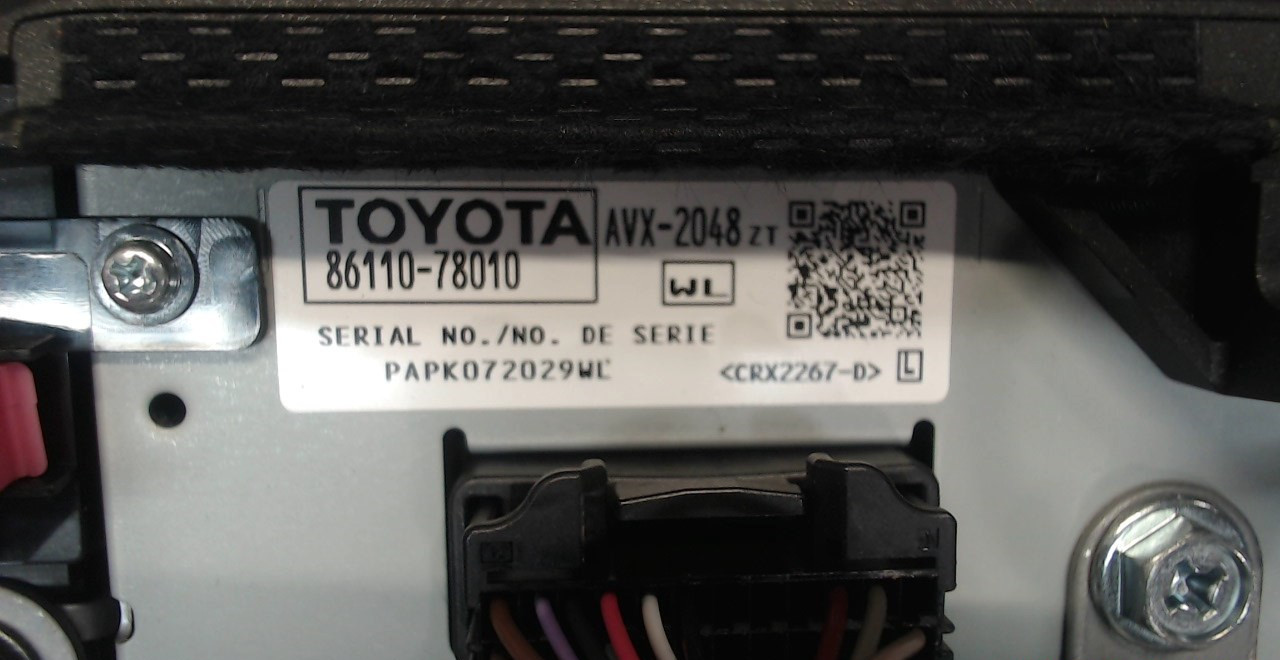 TOYOTA AVX-2048 ZT
86110-78010
WL
SERIAL NO./NO. DE SERIE
PAPK072029WL
<CRX2267-D> L